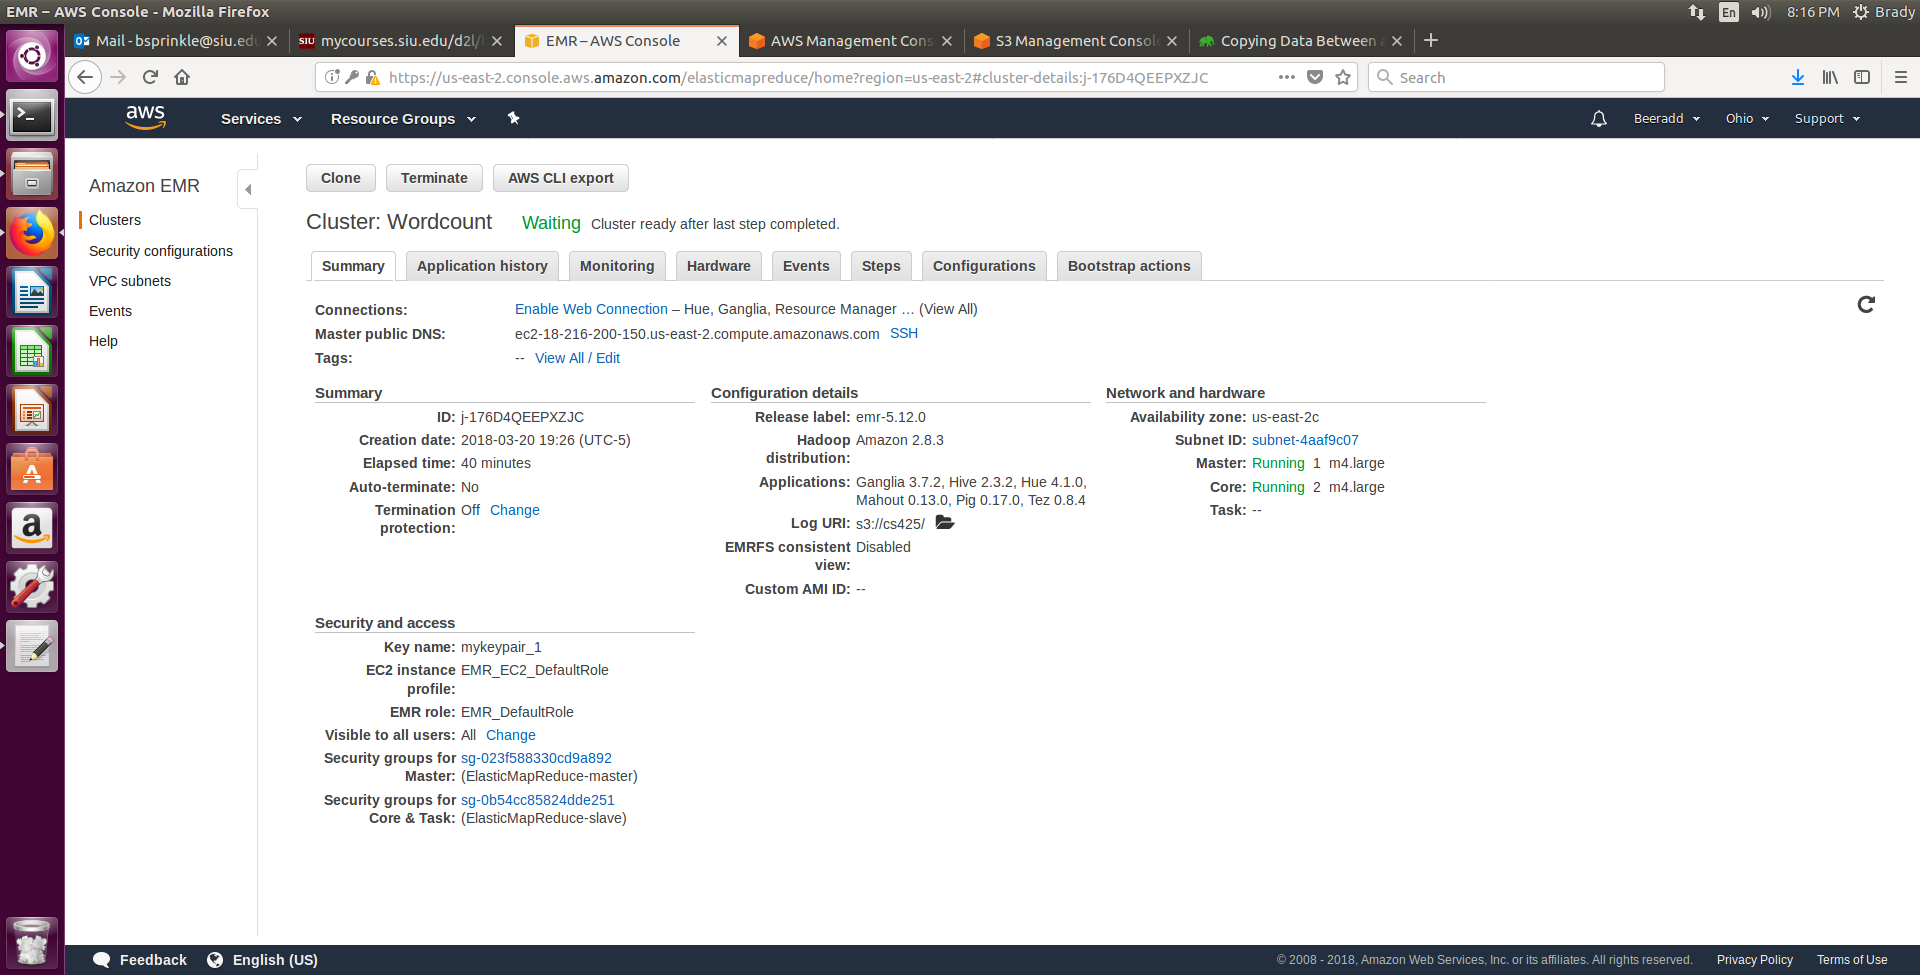 EMR – AWS Console - Mozilla Firefox
En
8:16 PM
Brady
Mail - bsprinkle@siu.ed
SIU mycourses.siu.edu/d2l/
EMR – AWS Console
AWS Management Con
S3 Management Consol
Copying Data Between
https://us-east-2.console.aws.amazon.com/elasticmapreduce/home?region=us-east-2#cluster-details:j-176D4QEEPXZJC
Search
aws
Services
Resource Groups
Beeradd
Ohio
Support
Amazon EMR
Clusters
Security configurations
VPC subnets
Events
Help
Clone
Terminate
AWS CLI export
Cluster: Wordcount
Waiting
Cluster ready after last step completed.
Summary
Application history
Monitoring
Hardware
Events
Steps
Configurations
Bootstrap actions
Connections: Enable Web Connection – Hue, Ganglia, Resource Manager ... (View All)
Master public DNS: ec2-18-216-200-150.us-east-2.compute.amazonaws.com SSH
Tags: -- View All / Edit
Summary
ID: j-176D4QEEPXZJC
Creation date: 2018-03-20 19:26 (UTC-5)
Elapsed time: 40 minutes
Auto-terminate: No
Termination Off Change
protection:
Configuration details
Release label: emr-5.12.0
Hadoop Amazon 2.8.3
distribution:
Applications: Ganglia 3.7.2, Hive 2.3.2, Hue 4.1.0,
Mahout 0.13.0, Pig 0.17.0, Tez 0.8.4
Log URI: s3://cs425/
EMRFS consistent Disabled
view:
Custom AMI ID: --
Network and hardware
Availability zone: us-east-2c
Subnet ID: subnet-4aaf9c07
Master: Running 1 m4.large
Core: Running 2 m4.large
Task: --
Security and access
Key name: mykeypair_1
EC2 instance EMR_EC2_DefaultRole
profile:
EMR role: EMR_DefaultRole
Visible to all users: All Change
Security groups for sg-023f588330cd9a892
Master: (ElasticMapReduce-master)
Security groups for sg-0b54cc85824dde251
Core & Task: (ElasticMapReduce-slave)
Feedback
English (US)
© 2008 - 2018, Amazon Web Services, Inc. or its affiliates. All rights reserved.
Privacy Policy
Terms of Use